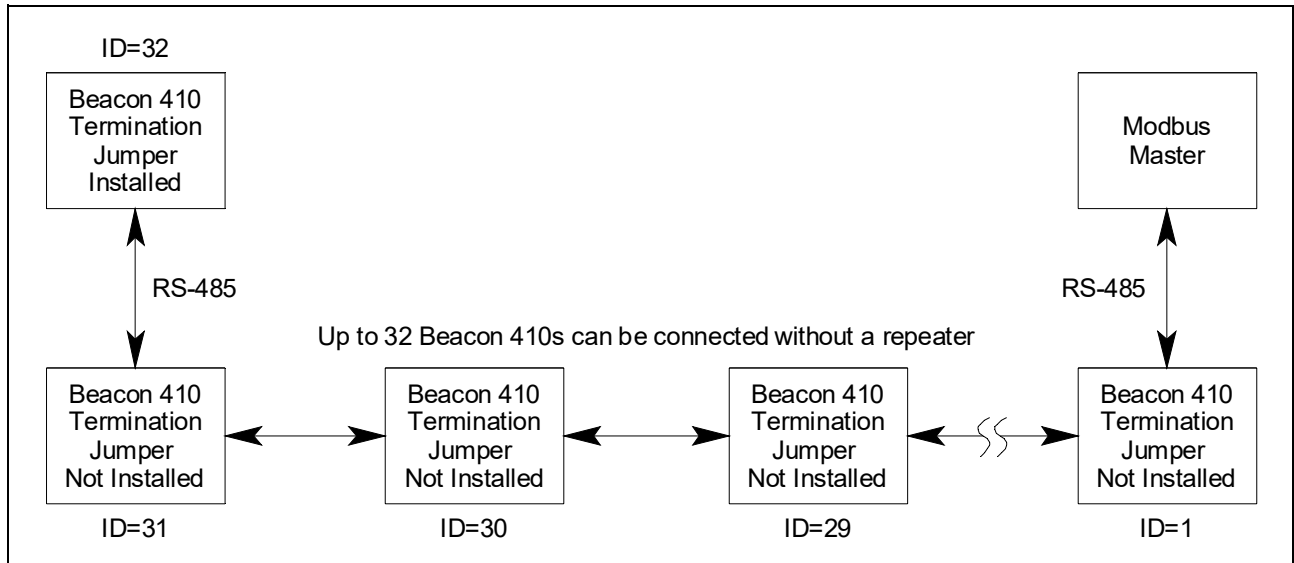 ID=32
Beacon 410
Termination
Jumper
Installed
Modbus
Master
RS-485
RS-485
Up to 32 Beacon 410s can be connected without a repeater
Beacon 410
Termination
Jumper
Not Installed
ID=31
Beacon 410
Termination
Jumper
Not Installed
ID=30
Beacon 410
Termination
Jumper
Not Installed
ID=29
Beacon 410
Termination
Jumper
Not Installed
ID=1